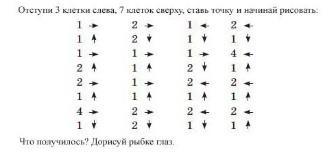 Отступи 3 клетки слева, 7 клеток сверху, ставь точку и начинай рисовать:
1 → 2 → 1 ← 2 ←
1 → 2 ↓ 1 ↓ 1 ↓
1 → 1 → 1 → 4 ←
2 ↑ 2 ↓ 1 ↓ 1 ↑
2 → 1 → 2 ← 2 ←
1 ↑ 1 ↑ 1 ↑ 1 ↑
4 → 2 → 2 ← 2 ←
1 ↓ 2 ↓ 1 ↓ 1 ↑
Что получилось? Дорисуй рыбке глаз.